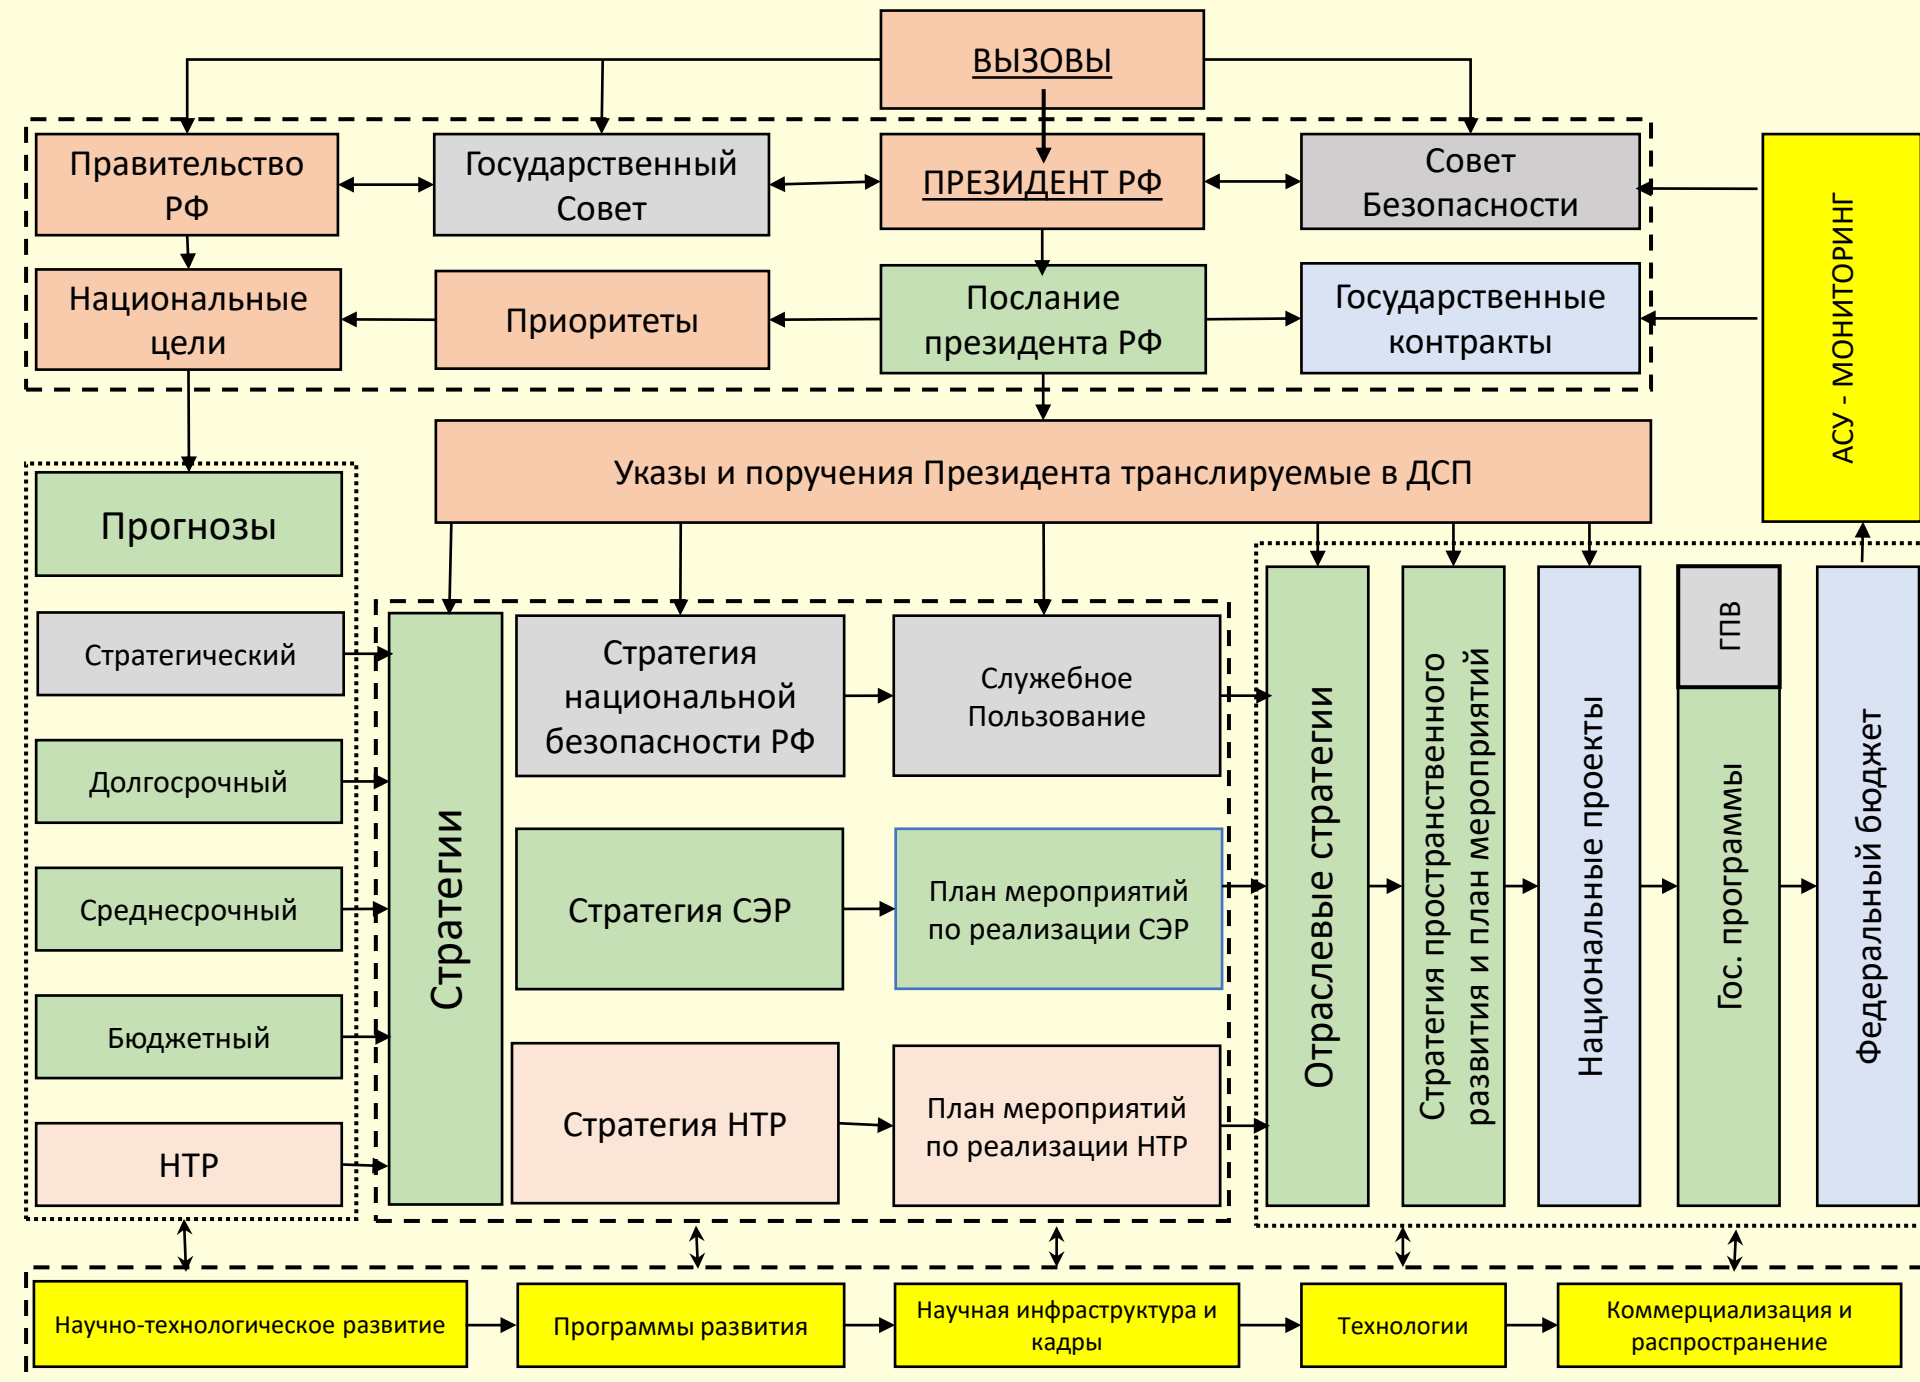 ВЫЗОВЫ
Правительство
РФ
Государственный
Совет
ПРЕЗИДЕНТ РФ
Совет
Безопасности
Национальные
цели
Приоритеты
Послание
президента РФ
Государственные
контракты
АСУ - МОНИТОРИНГ
Указы и поручения Президента транслируемые в ДСП
Прогнозы
Стратегический
Долгосрочный
Среднесрочный
Бюджетный
НТР
Стратегии
Стратегия
национальной
безопасности РФ
Служебное
Пользование
Стратегия СЭР
План мероприятий
по реализации СЭР
Стратегия НТР
План мероприятий
по реализации НТР
Отраслевые стратегии
Стратегия пространственного
развития и план мероприятий
Национальные проекты
ГПВ
Гос. программы
Федеральный бюджет
Научно-технологическое развитие
Программы развития
Научная инфраструктура и
кадры
Технологии
Коммерциализация и
распространение